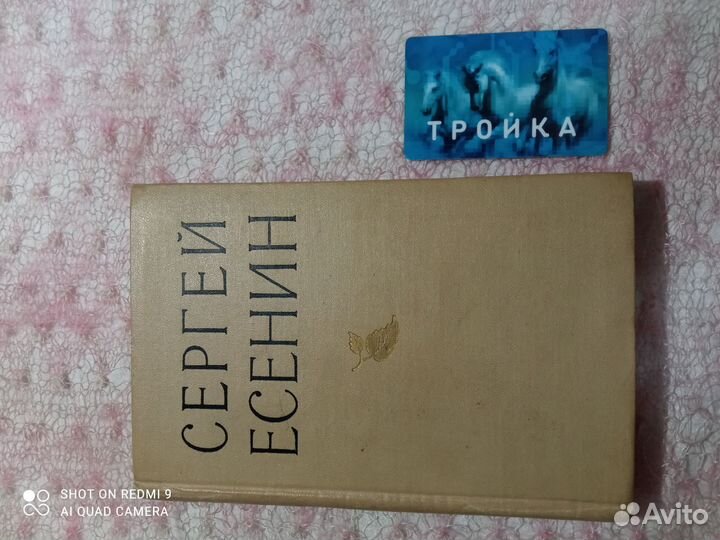 ТРОЙКА
СЕРГЕЙ
ЕСЕНИН
SHOT ON REDMI 9
AI QUAD CAMERA
Avito